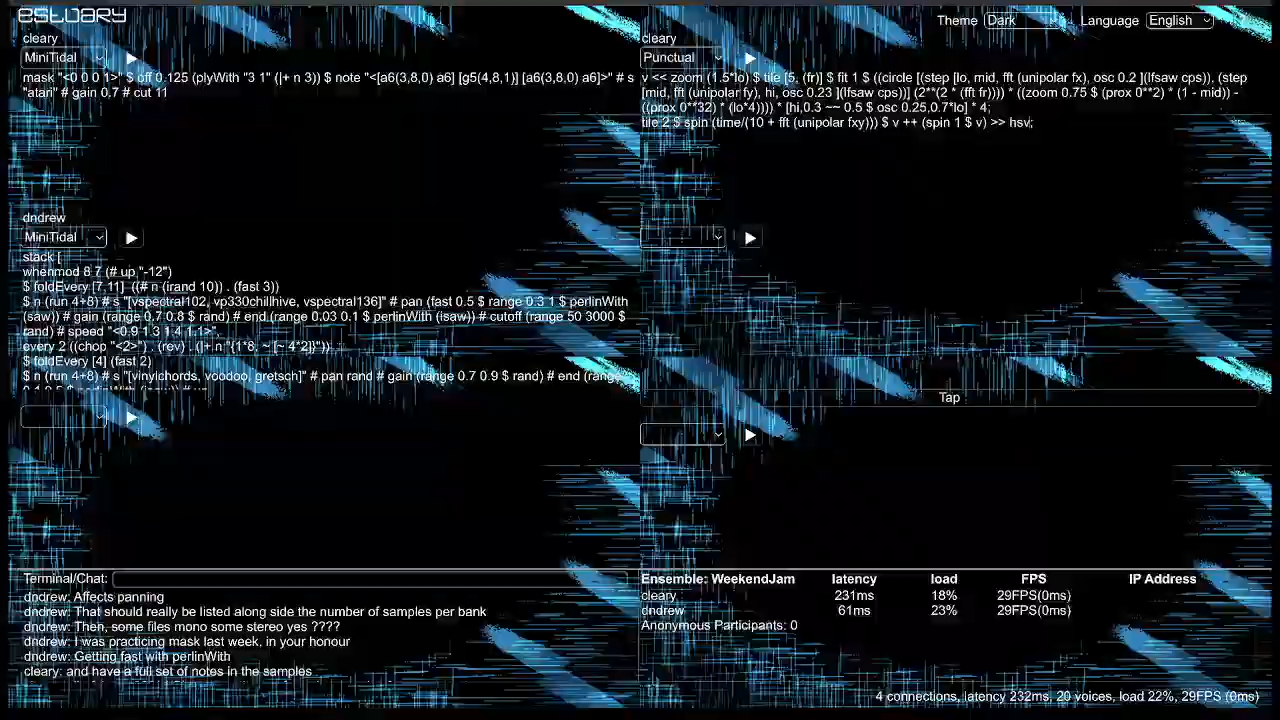 estuary
Theme Dark Language English
cleary
MiniTidal
mask "<0 0 0 1>" $ off 0.125 (plyWith "3 1" (|+ n 3)) $ note "<[a6(3,8,0) a6] [g5(4,8,1)] [a6(3,8,0) a6]>" # s
"atari" # gain 0.7 # cut 11
cleary
Punctual
v << zoom (1.5*lo) $ tile [5, (fr)] $ fit 1 $ ((circle [(step [lo, mid, fft (unipolar fx), osc 0.2 ](lfsaw cps)), (step
[mid, fft (unipolar fy), hi, osc 0.23 ](lfsaw cps))] (2**(2 * (fft fr)))) * ((zoom 0.75 $ (prox 0**2) * (1 - mid)) -
((prox 0**32) * (lo*4)))) * [hi,0.3 ~~ 0.5 $ osc 0.25,0.7*lo] * 4;
tile 2 $ spin (time/(10 + fft (unipolar fxy))) $ v ++ (spin 1 $ v) >> hsv;
dndrew
MiniTidal
stack [
whenmod 8 7 (# up "-12")
$ foldEvery [7,11] ((# n (irand 10)) . (fast 3))
$ n (run 4+8) # s "[vspectral102, vp330chillhive, vspectral136]" # pan (fast 0.5 $ range 0.3 1 $ perlinWith
(saw)) # gain (range 0.7 0.8 $ rand) # end (range 0.03 0.1 $ perlinWith (isaw)) # cutoff (range 50 3000 $
rand) # speed "<0.9 1.3 1.4 1.1>",
every 2 ((chop "<2>") . (rev) . (|+ n "{1*8, ~ [~ 4*2]}"))
$ foldEvery [4] (fast 2)
$ n (run 4+8) # s "[vinylchords, voodoo, gretsch]" # pan rand # gain (range 0.7 0.9 $ rand) # end (range
Tap
Terminal/Chat:
dndrew: Affects panning
dndrew: That should really be listed along side the number of samples per bank
dndrew: Then, some files mono some stereo yes ????
dndrew: I was practicing mask last week, in your honour
dndrew: Getting fast with perlinWith
cleary: and have a full set of notes in the samples
Ensemble: WeekendJam latency load FPS IP Address
cleary 231ms 18% 29FPS(0ms)
dndrew 61ms 23% 29FPS(0ms)
Anonymous Participants: 0
4 connections, latency 232ms, 20 voices, load 22%, 29FPS (0ms)